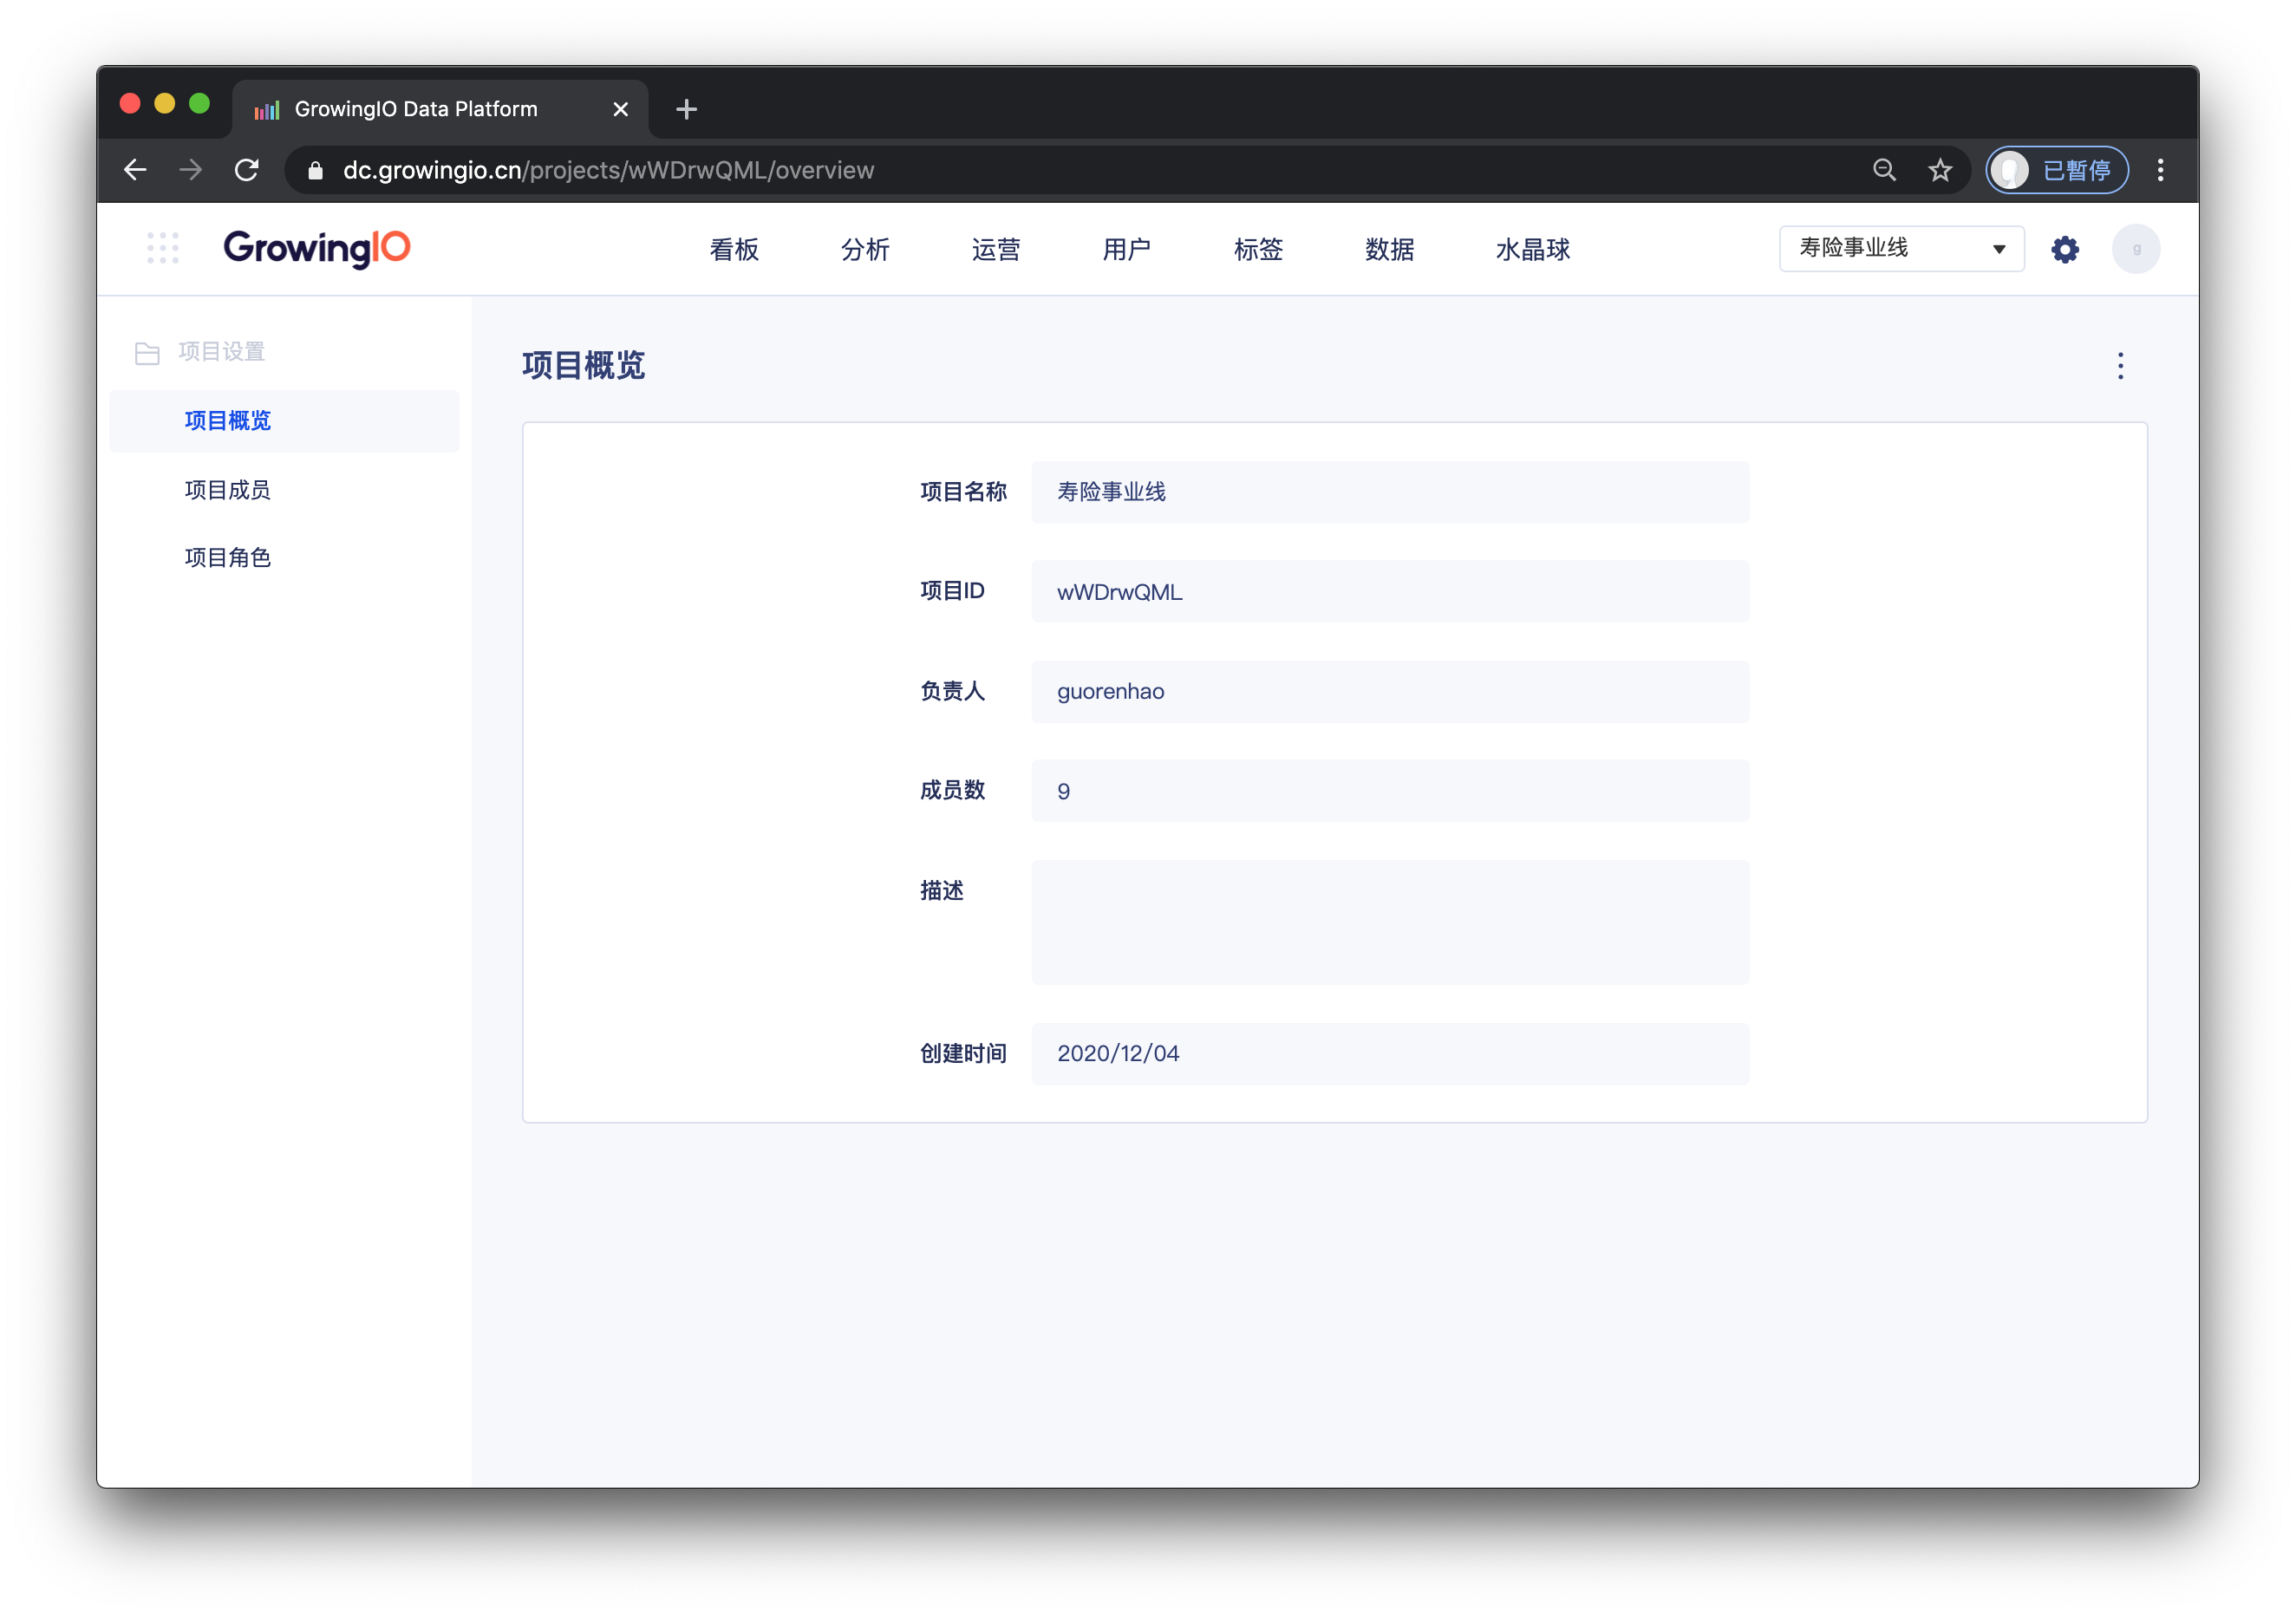 GrowingIO Data Platform
dc.growingio.cn/projects/wWDrwQML/overview
已暂停
GrowingIO
看板 分析 运营 用户 标签 数据 水晶球
寿险事业线
g
项目设置
项目概览
项目成员
项目角色
项目概览
项目名称 寿险事业线
项目ID wWDrwQML
负责人 guorenhao
成员数 9
描述
创建时间 2020/12/04